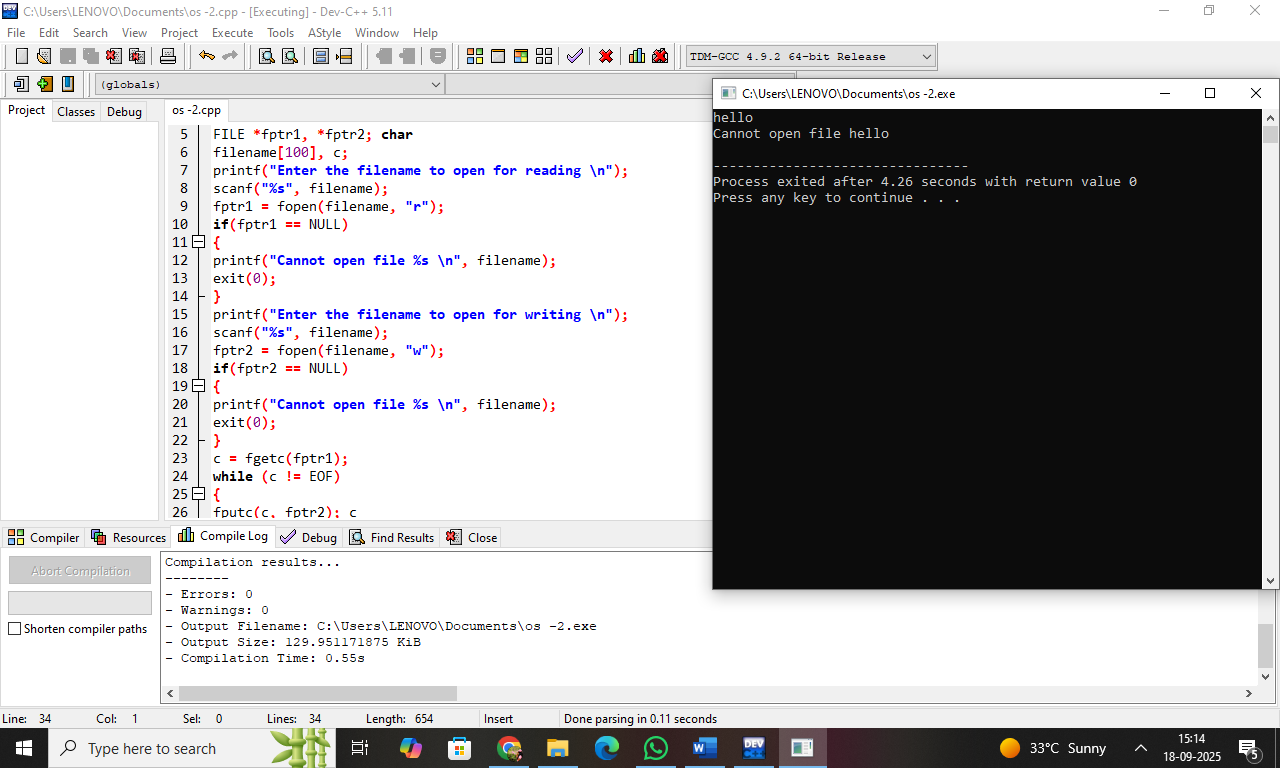 C:\Users\LENOVO\Documents\os -2.cpp - [Executing] - Dev-C++ 5.11
File Edit Search View Project Execute Tools AStyle Window Help
TDM-GCC 4.9.2 64-bit Release
(globals)
Project Classes Debug
os -2.cpp
5 FILE *fptr1, *fptr2; char
6 filename[100], c;
7 printf("Enter the filename to open for reading \n");
8 scanf("%s", filename);
9 fptr1 = fopen(filename, "r");
10 if(fptr1 == NULL)
11 {
12 printf("Cannot open file %s \n", filename);
13 exit(0);
14 }
15 printf("Enter the filename to open for writing \n");
16 scanf("%s", filename);
17 fptr2 = fopen(filename, "w");
18 if(fptr2 == NULL)
19 {
20 printf("Cannot open file %s \n", filename);
21 exit(0);
22 }
23 c = fgetc(fptr1);
24 while (c != EOF)
25 {
26 fputc(c, fptr2); c
C:\Users\LENOVO\Documents\os -2.exe
hello
Cannot open file hello
--------------------------------
Process exited after 4.26 seconds with return value 0
Press any key to continue . . .
Compiler Resources Compile Log Debug Find Results Close
Abort Compilation
Shorten compiler paths
Compilation results...
--------
- Errors: 0
- Warnings: 0
- Output Filename: C:\Users\LENOVO\Documents\os -2.exe
- Output Size: 129.951171875 KiB
- Compilation Time: 0.55s
Line: 34 Col: 1 Sel: 0 Lines: 34 Length: 654 Insert Done parsing in 0.11 seconds
Type here to search
DEV
33°C Sunny
15:14
18-09-2025
5